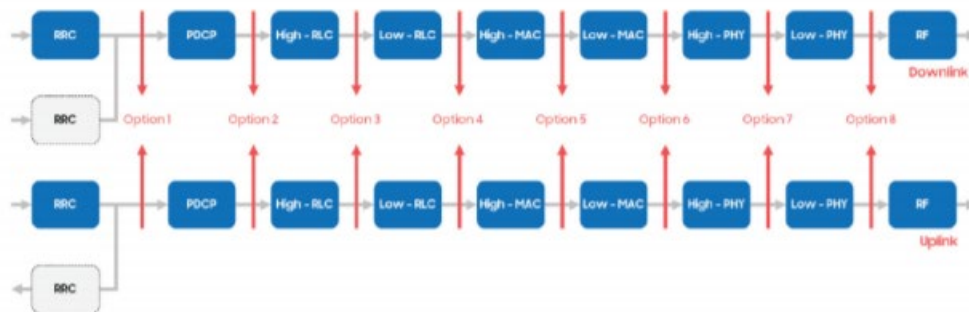 RRC PDCP High - RLC Low - RLC High - MAC Low - MAC High - PHY Low - PHY RF
Downlink
RRC Option 1 Option 2 Option 3 Option 4 Option 5 Option 6 Option 7 Option 8
RRC PDCP High - RLC Low - RLC High - MAC Low - MAC High - PHY Low - PHY RF
Uplink
RRC